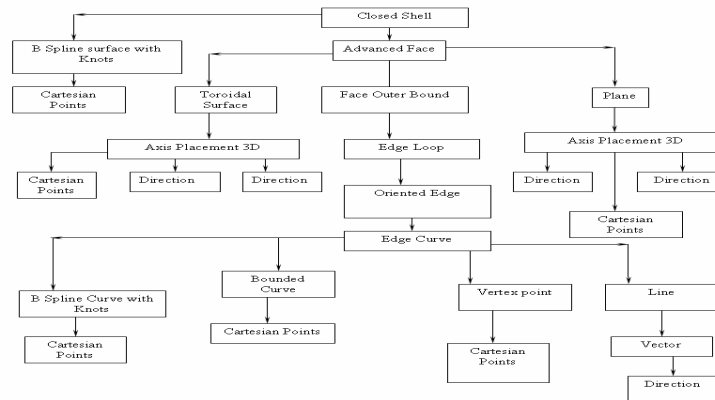 Closed Shell
B Spline surface with
Knots
Advanced Face
Cartesian
Points
Toroidal
Surface
Face Outer Bound
Plane
Axis Placement 3D
Edge Loop
Axis Placement 3D
Cartesian
Points
Direction
Direction
Oriented Edge
Direction
Direction
Cartesian
Points
Edge Curve
B Spline Curve with
Knots
Bounded
Curve
Vertex point
Line
Cartesian
Points
Cartesian Points
Cartesian
Points
Vector
Direction